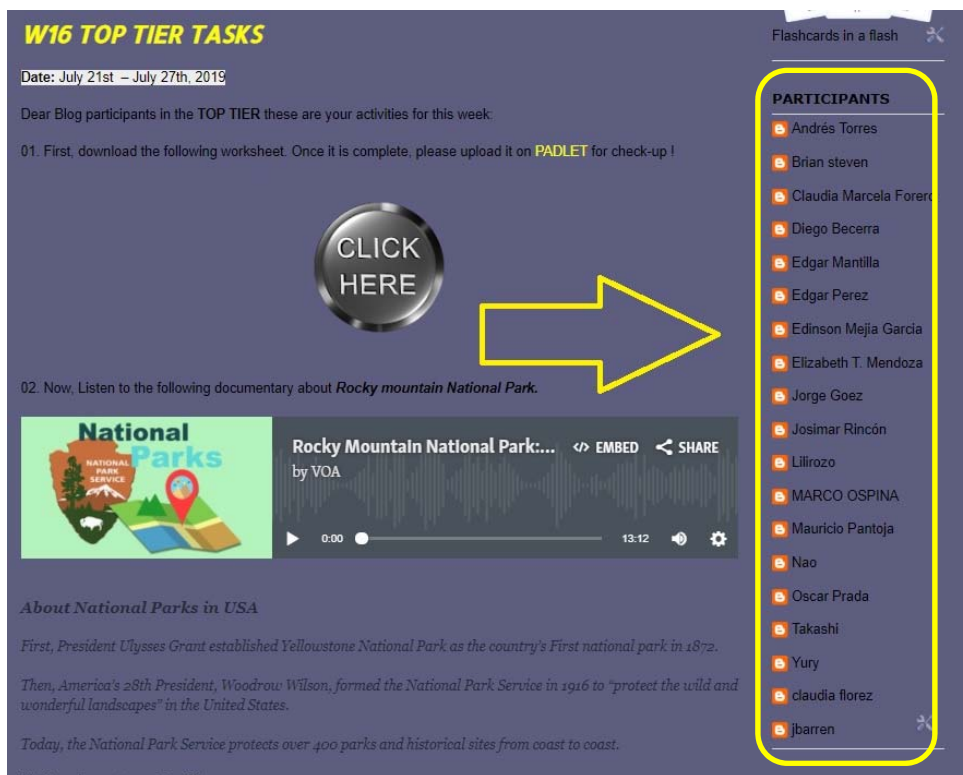 W16 TOP TIER TASKS
Date: July 21st – July 27th, 2019
Dear Blog participants in the TOP TIER these are your activities for this week:
01. First, download the following worksheet. Once it is complete, please upload it on PADLET for check-up !
CLICK
HERE
02. Now, Listen to the following documentary about Rocky mountain National Park.
National
Parks
NATIONAL
PARK
SERVICE
Rocky Mountain National Park:...
EMBED
SHARE
by VOA
0:00
13:12
About National Parks in USA
First, President Ulysses Grant established Yellowstone National Park as the country's First national park in 1872.
Then, America's 28th President, Woodrow Wilson, formed the National Park Service in 1916 to "protect the wild and
wonderful landscapes" in the United States.
Today, the National Park Service protects over 400 parks and historical sites from coast to coast.
Flashcards in a flash
PARTICIPANTS
Andrés Torres
Brian steven
Claudia Marcela Forero
Diego Becerra
Edgar Mantilla
Edgar Perez
Edinson Mejia Garcia
Elizabeth T. Mendoza
Jorge Goez
Josimar Rincón
Lilirozo
MARCO OSPINA
Mauricio Pantoja
Nao
Oscar Prada
Takashi
Yury
claudia florez
jbarren